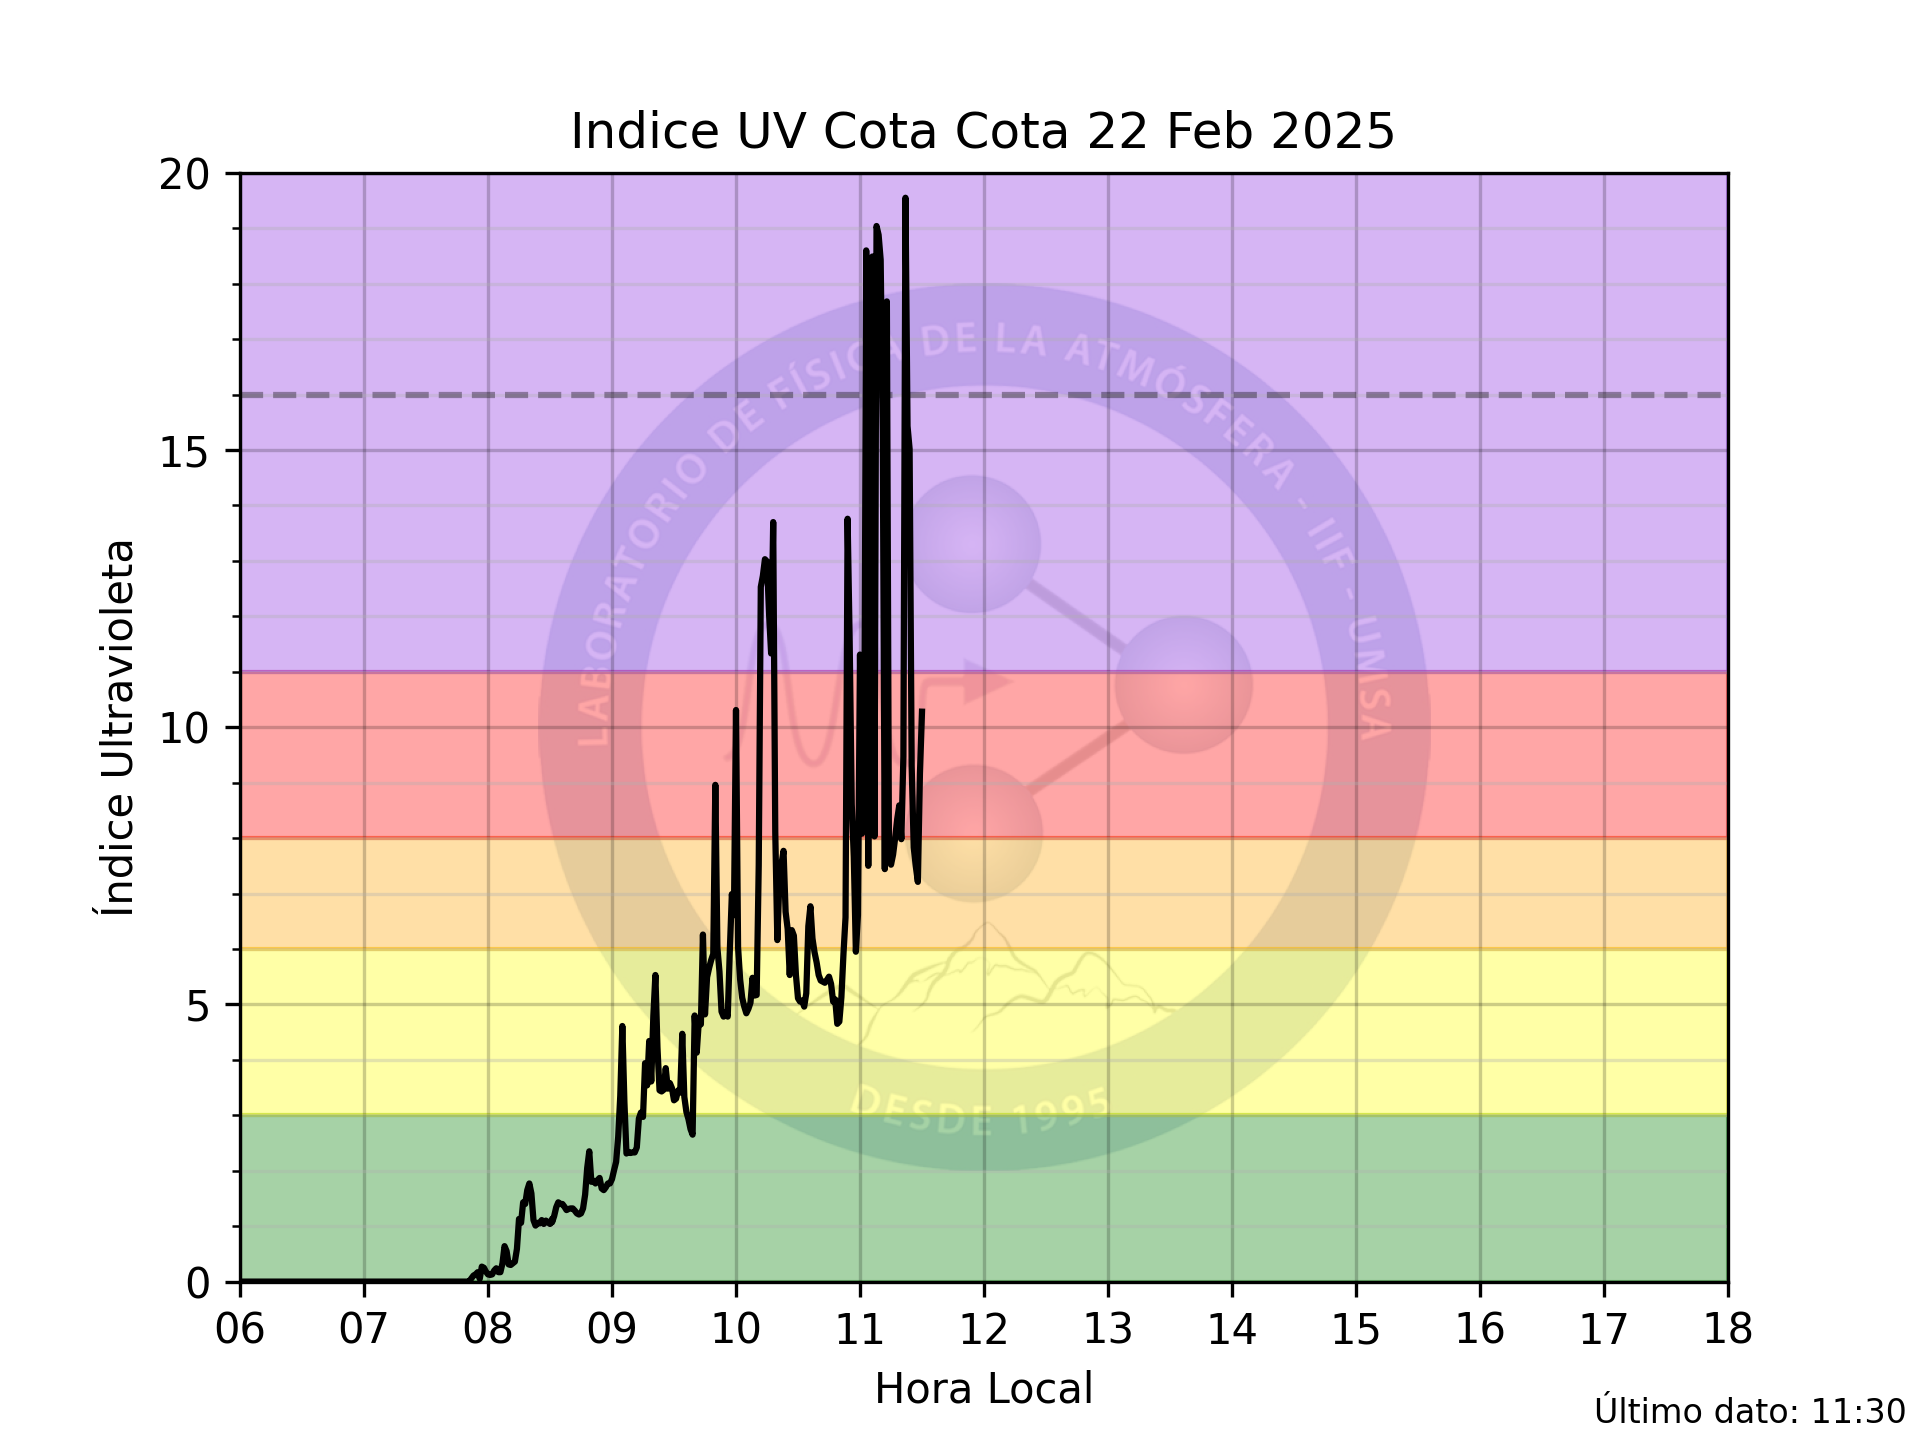 Indice UV Cota Cota 22 Feb 2025
20
15
10
5
0
Índice Ultravioleta
LABORATORIO DE FÍSICA DE LA ATMÓSFERA - IIF - UMSA
DESDE 1995
06 07 08 09 10 11 12 13 14 15 16 17 18
Hora Local
Último dato: 11:30